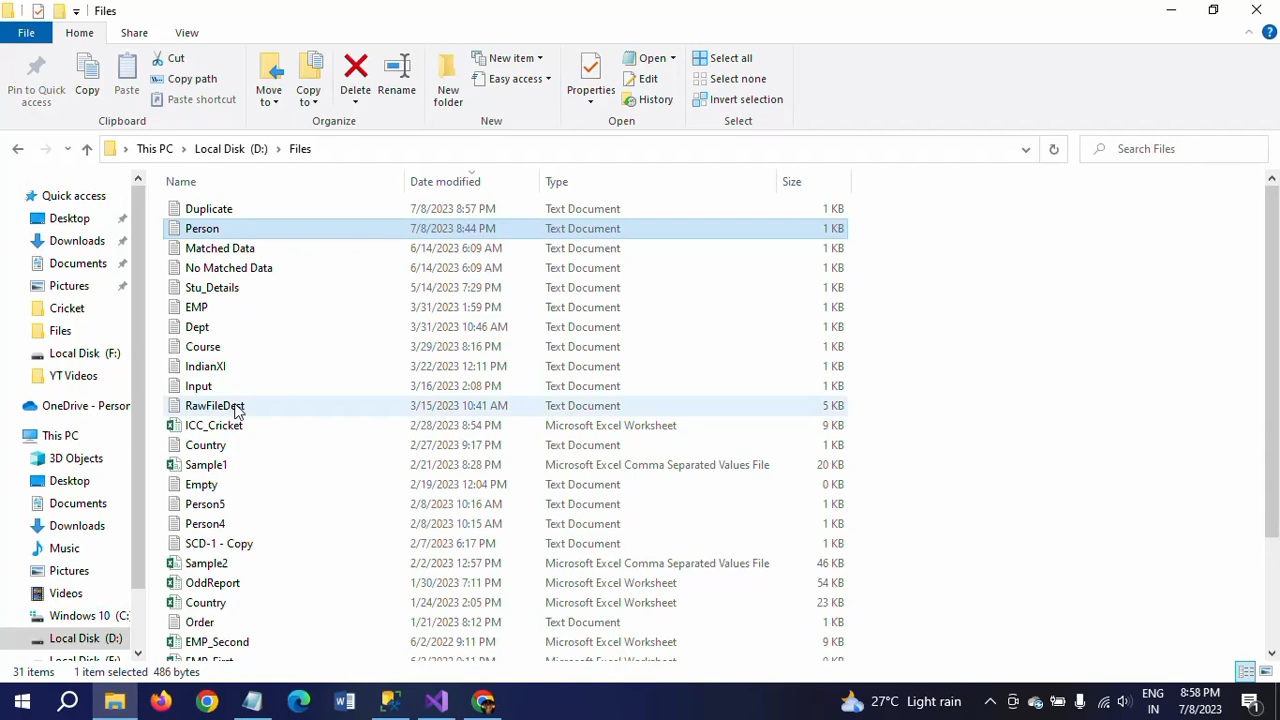 Files
File Home Share View
Pin to Quick access
Copy
Paste
Cut
Copy path
Paste shortcut
Clipboard
Move to
Copy to
Delete
Rename
Organize
New folder
New item
Easy access
New
Properties
Open
Edit
History
Open
Select all
Select none
Invert selection
Select
This PC Local Disk (D:) Files
Search Files
Quick access
Desktop
Downloads
Documents
Pictures
Cricket
Files
Local Disk (F:)
YT Videos
OneDrive - Person
This PC
3D Objects
Desktop
Documents
Downloads
Music
Pictures
Videos
Windows 10 (C:
Local Disk (D:)
Name Date modified Type Size
Duplicate 7/8/2023 8:57 PM Text Document 1 KB
Person 7/8/2023 8:44 PM Text Document 1 KB
Matched Data 6/14/2023 6:09 AM Text Document 1 KB
No Matched Data 6/14/2023 6:09 AM Text Document 1 KB
Stu_Details 5/14/2023 7:29 PM Text Document 1 KB
EMP 3/31/2023 1:59 PM Text Document 1 KB
Dept 3/31/2023 10:46 AM Text Document 1 KB
Course 3/29/2023 8:16 PM Text Document 1 KB
IndianXI 3/22/2023 12:11 PM Text Document 1 KB
Input 3/16/2023 2:08 PM Text Document 1 KB
RawFileDest 3/15/2023 10:41 AM Text Document 5 KB
ICC_Cricket 2/28/2023 8:54 PM Microsoft Excel Worksheet 9 KB
Country 2/27/2023 9:17 PM Text Document 1 KB
Sample1 2/21/2023 8:28 PM Microsoft Excel Comma Separated Values File 20 KB
Empty 2/19/2023 12:04 PM Text Document 0 KB
Person5 2/8/2023 10:16 AM Text Document 1 KB
Person4 2/8/2023 10:15 AM Text Document 1 KB
SCD-1 - Copy 2/7/2023 6:17 PM Text Document 1 KB
Sample2 2/2/2023 12:57 PM Microsoft Excel Comma Separated Values File 46 KB
OddReport 1/30/2023 7:11 PM Microsoft Excel Worksheet 54 KB
Country 1/24/2023 2:05 PM Microsoft Excel Worksheet 23 KB
Order 1/21/2023 8:12 PM Text Document 1 KB
EMP_Second 6/2/2022 9:11 PM Microsoft Excel Worksheet 9 KB
31 items 1 item selected 486 bytes
27°C Light rain
ENG
IN
8:58 PM
7/8/2023
1